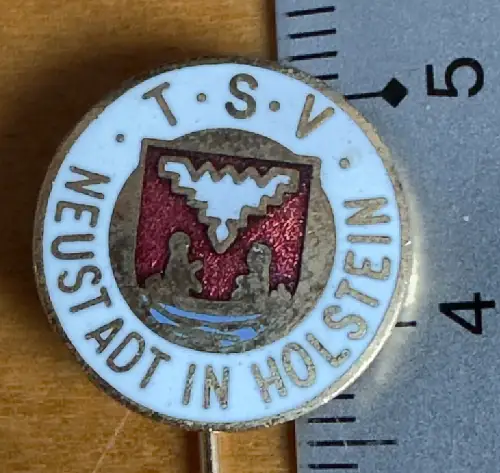 · T · S · V ·
NEUSTADT IN HOLSTEIN
5
4